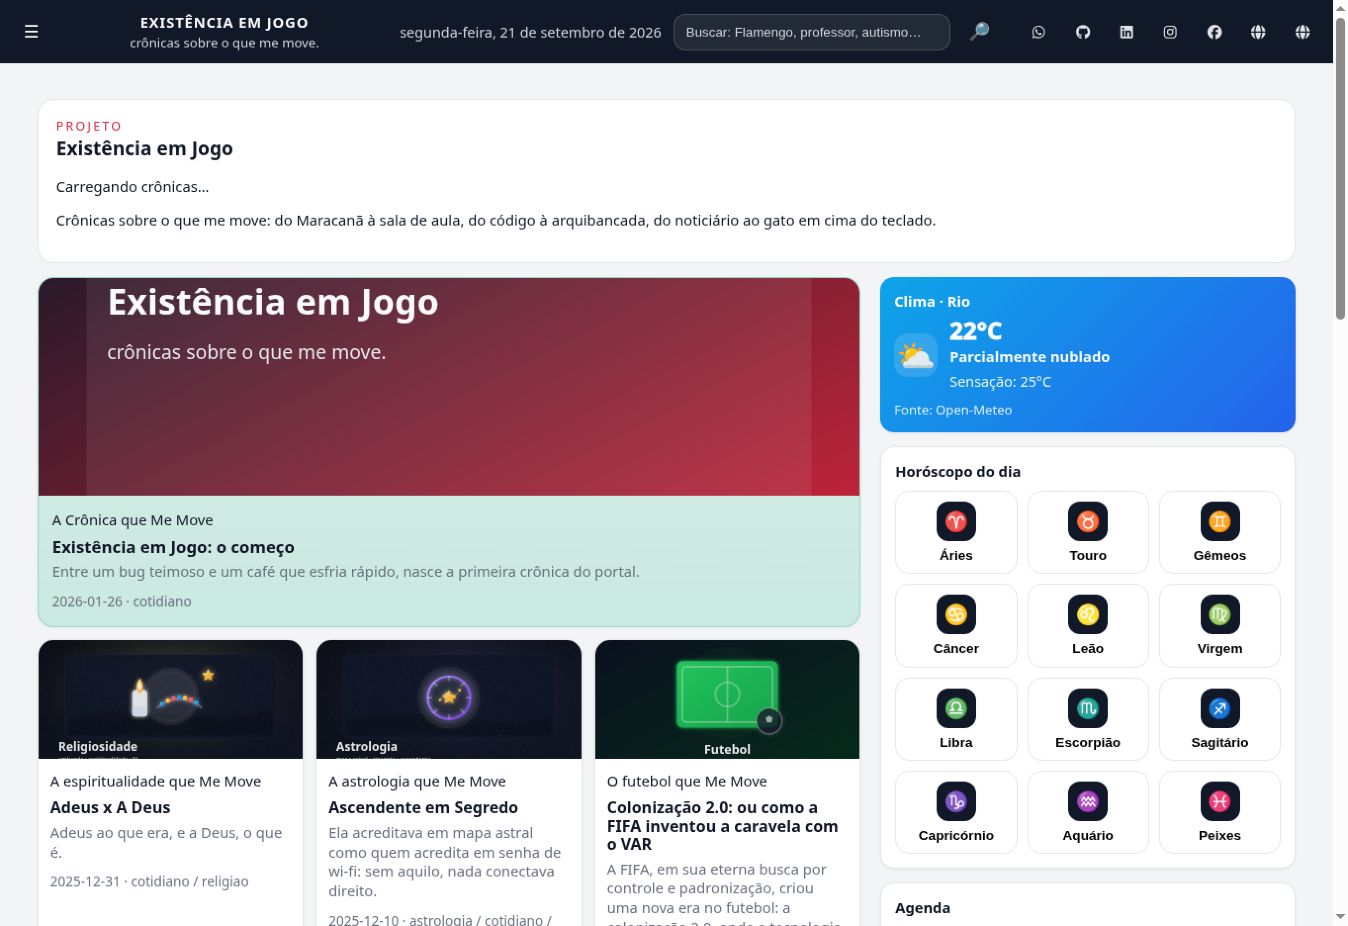 EXISTÊNCIA EM JOGO
crônicas sobre o que me move.
segunda-feira, 21 de setembro de 2026
Buscar: Flamengo, professor, autismo…
PROJETO
Existência em Jogo
Carregando crônicas…
Crônicas sobre o que me move: do Maracanã à sala de aula, do código à arquibancada, do noticiário ao gato em cima do teclado.
Existência em Jogo
crônicas sobre o que me move.
A Crônica que Me Move
Existência em Jogo: o começo
Entre um bug teimoso e um café que esfria rápido, nasce a primeira crônica do portal.
2026-01-26 · cotidiano
Religiosidade
A espiritualidade que Me Move
Adeus x A Deus
Adeus ao que era, e a Deus, o que
é.
2025-12-31 · cotidiano / religiao
Astrologia
A astrologia que Me Move
Ascendente em Segredo
Ela acreditava em mapa astral
como quem acredita em senha de
wi-fi: sem aquilo, nada conectava
direito.
2025-12-10 · astrologia / cotidiano /
Futebol
O futebol que Me Move
Colonização 2.0: ou como a
FIFA inventou a caravela com
o VAR
A FIFA, em sua eterna busca por
controle e padronização, criou
uma nova era no futebol: a
colonização 2.0, onde a tecnologia
Clima · Rio
22°C
Parcialmente nublado
Sensação: 25°C
Fonte: Open-Meteo
Horóscopo do dia
Áries
Touro
Gêmeos
Câncer
Leão
Virgem
Libra
Escorpião
Sagitário
Capricórnio
Aquário
Peixes
Agenda